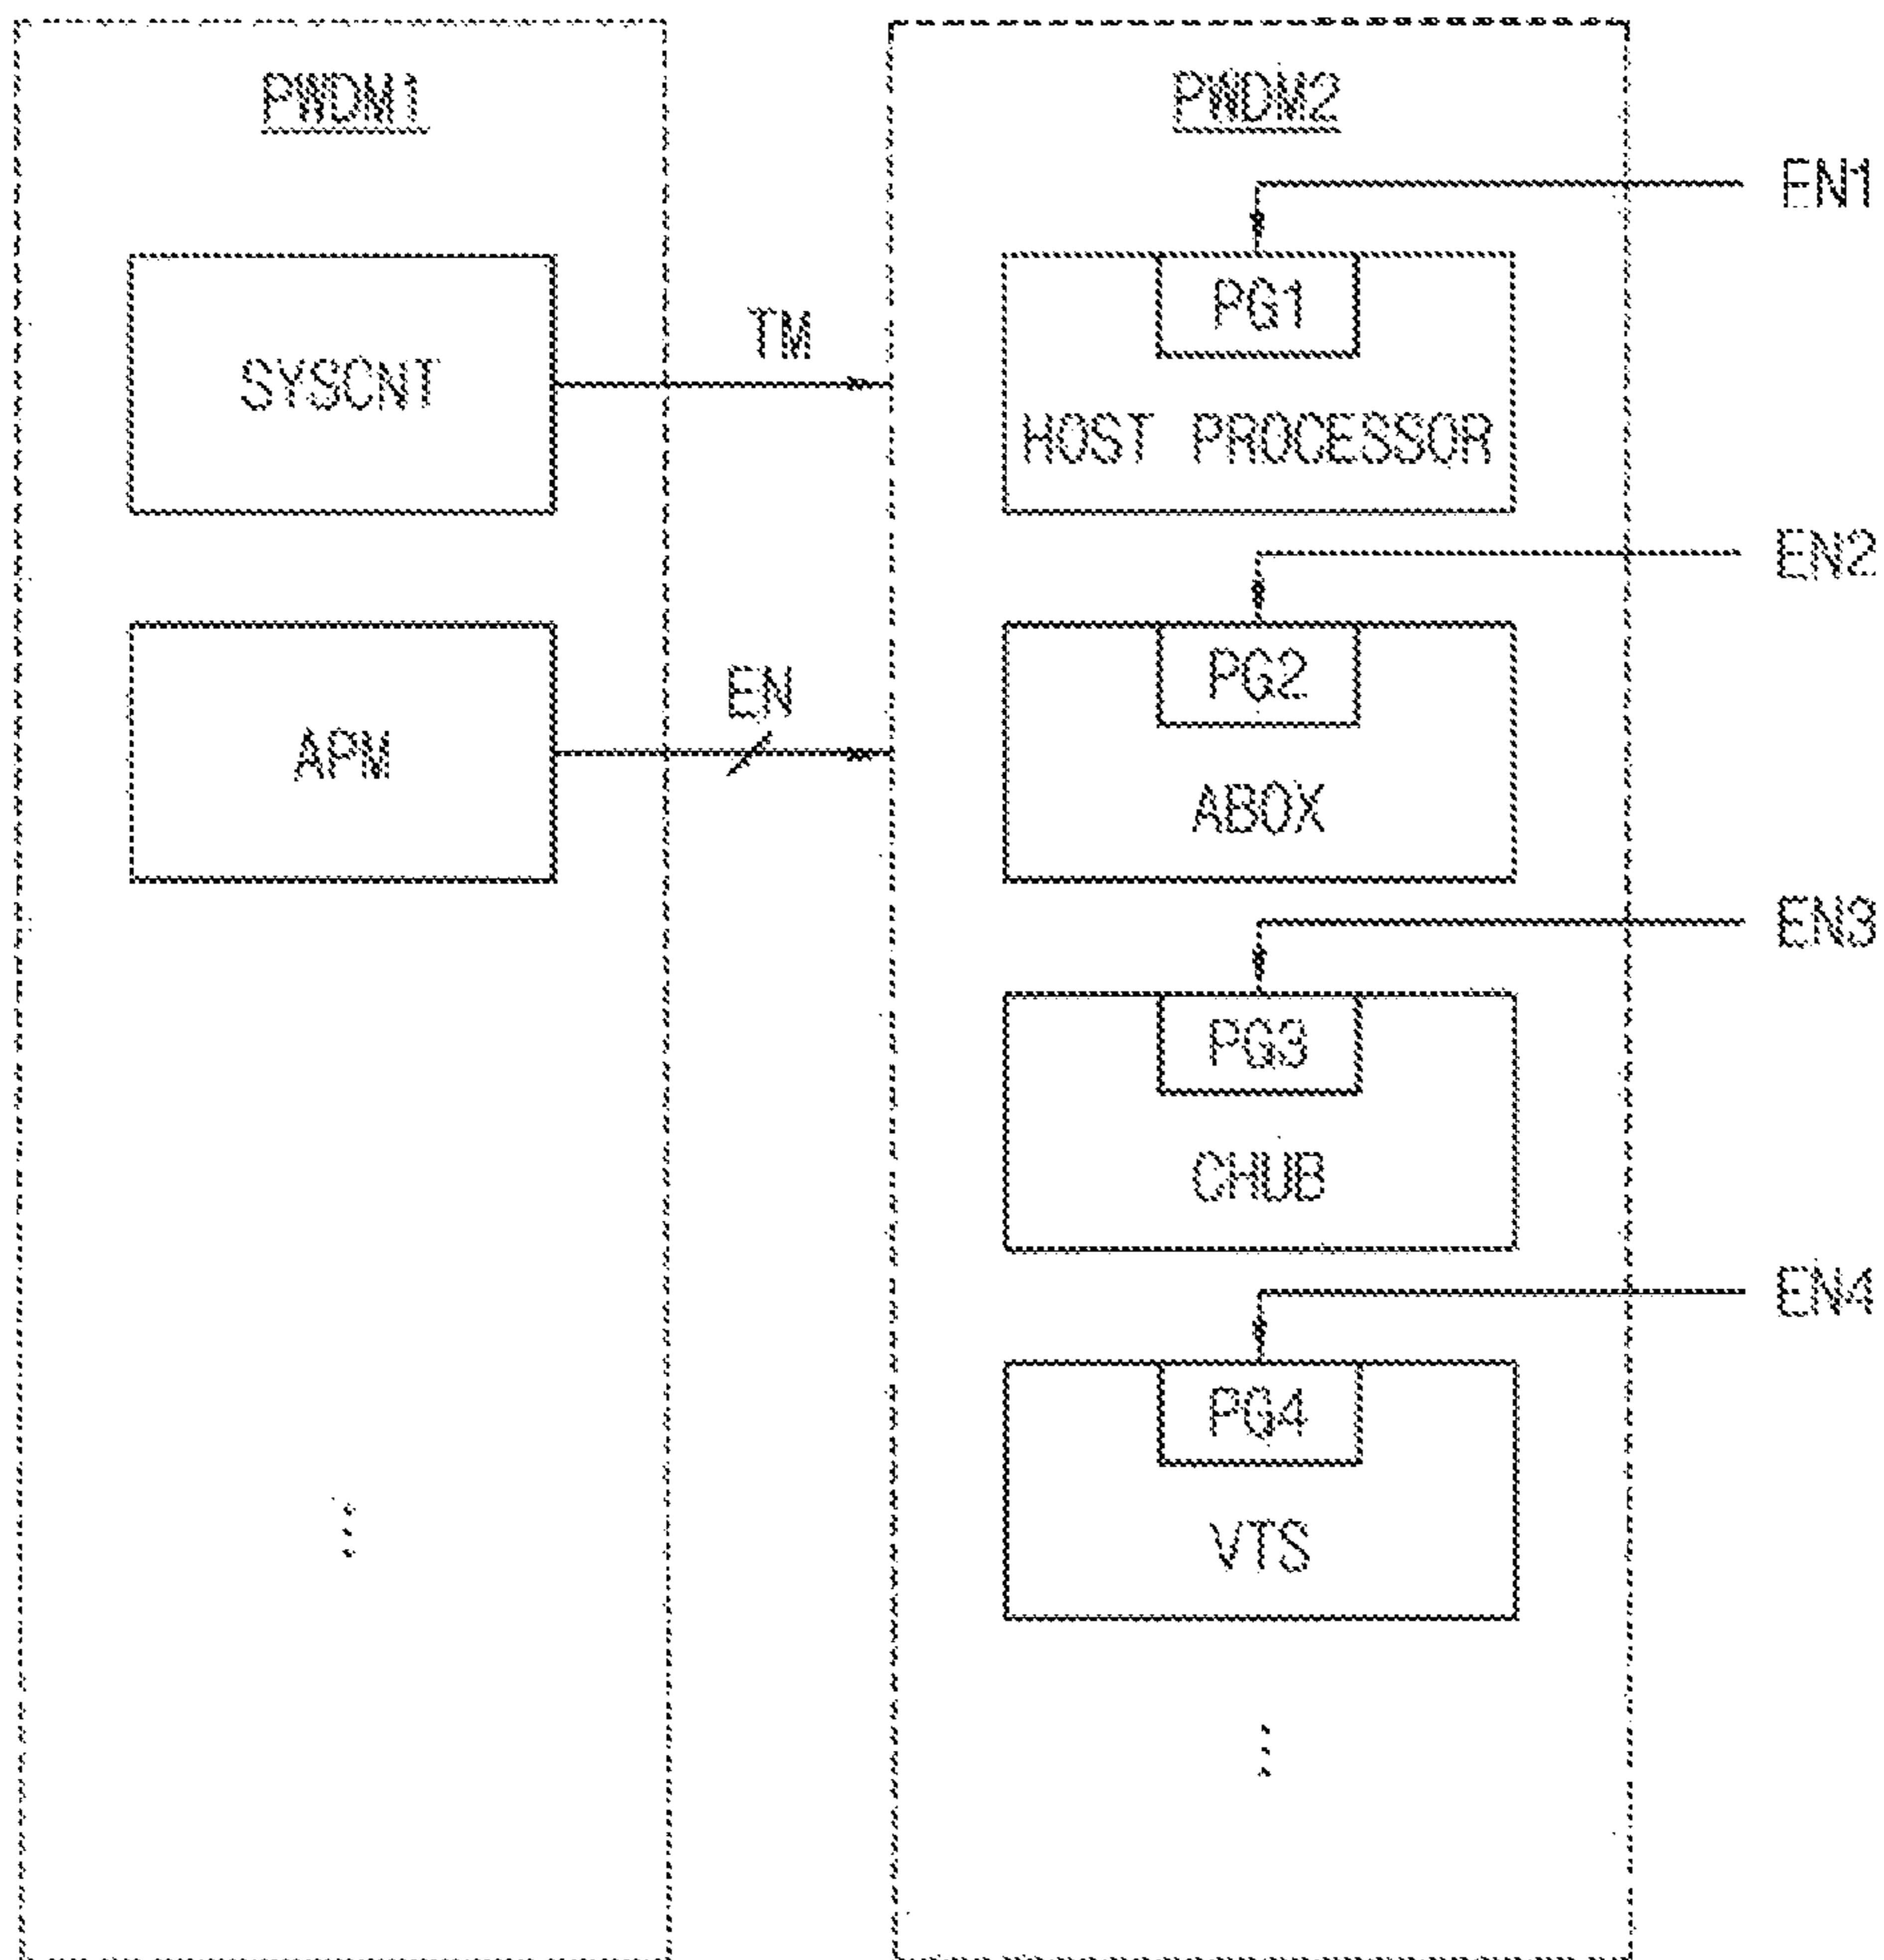 PWDM1
SYSCNT
APM
TM
EN
PWDM2
EN1
PG1
HOST PROCESSOR
EN2
PG2
ABOX
EN3
PG3
CHUB
EN4
PG4
VTS